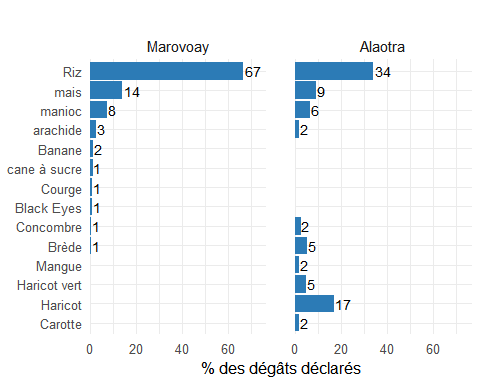 Marovoay Alaotra
Riz 67 34
mais 14 9
manioc 8 6
arachide 3 2
Banane 2
cane à sucre 1
Courge 1
Black Eyes 1
Concombre 1 2
Brède 1 5
Mangue 2
Haricot vert 5
Haricot 17
Carotte 2
0 20 40 60 0 20 40 60
% des dégâts déclarés